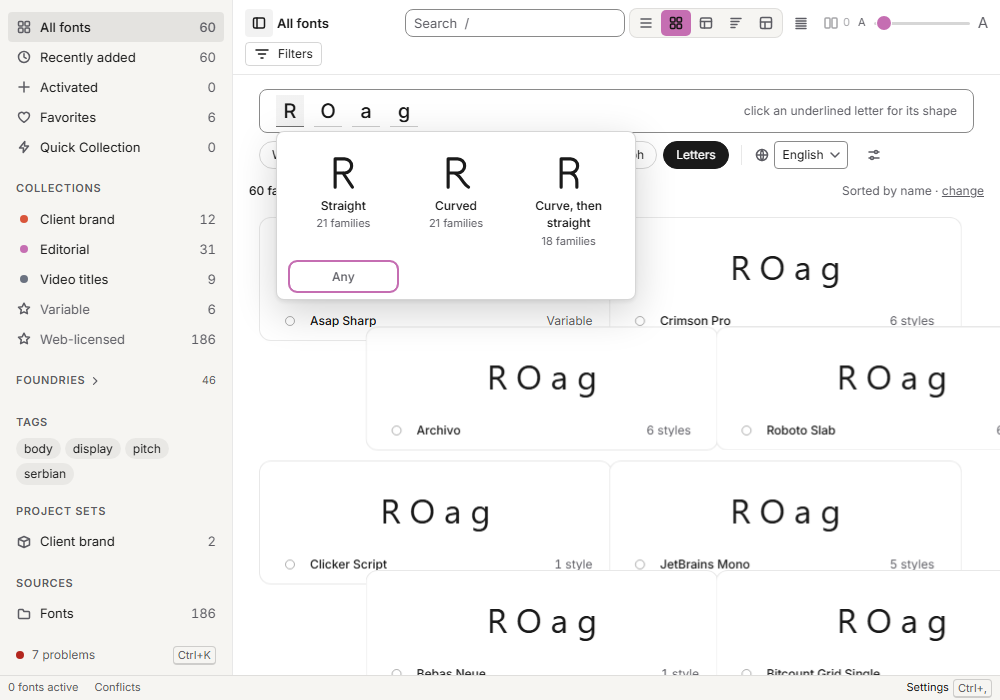 All fonts 60
Recently added 60
Activated 0
Favorites 6
Quick Collection 0
COLLECTIONS
Client brand 12
Editorial 31
Video titles 9
Variable 6
Web-licensed 186
FOUNDRIES 46
TAGS
body display pitch
serbian
PROJECT SETS
Client brand 2
SOURCES
Fonts 186
7 problems Ctrl+K
All fonts
Search /
0 A A
Filters
R O a g click an underlined letter for its shape
Letters English
60 fa
Sorted by name · change
R R R
Straight Curved Curve, then
straight
21 families 21 families
18 families
Any
R O a g
Asap Sharp Variable
Crimson Pro 6 styles
R O a g R O a g
Archivo 6 styles
Roboto Slab
R O a g R O a g
Clicker Script 1 style
JetBrains Mono 5 styles
R O a g R O a g
Bebas Neue 1 style
Bitcount Grid Single
0 fonts active Conflicts Settings Ctrl+,